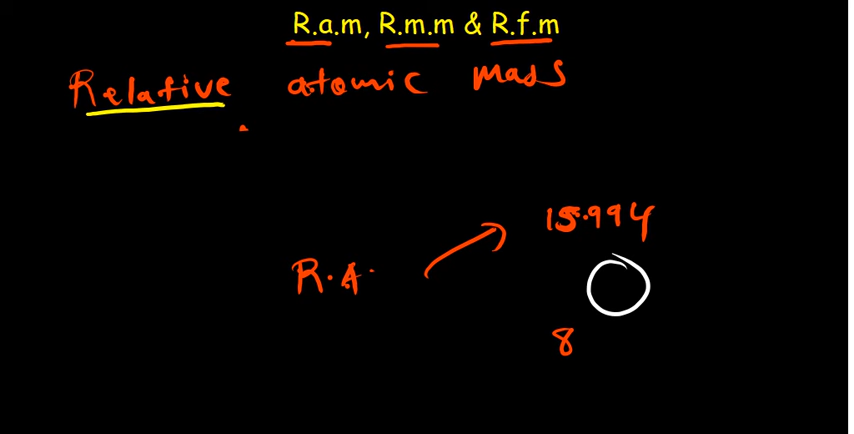 R.a.m, R.m.m & R.f.m
Relative atomic mass
15.994
R.A.
O
8